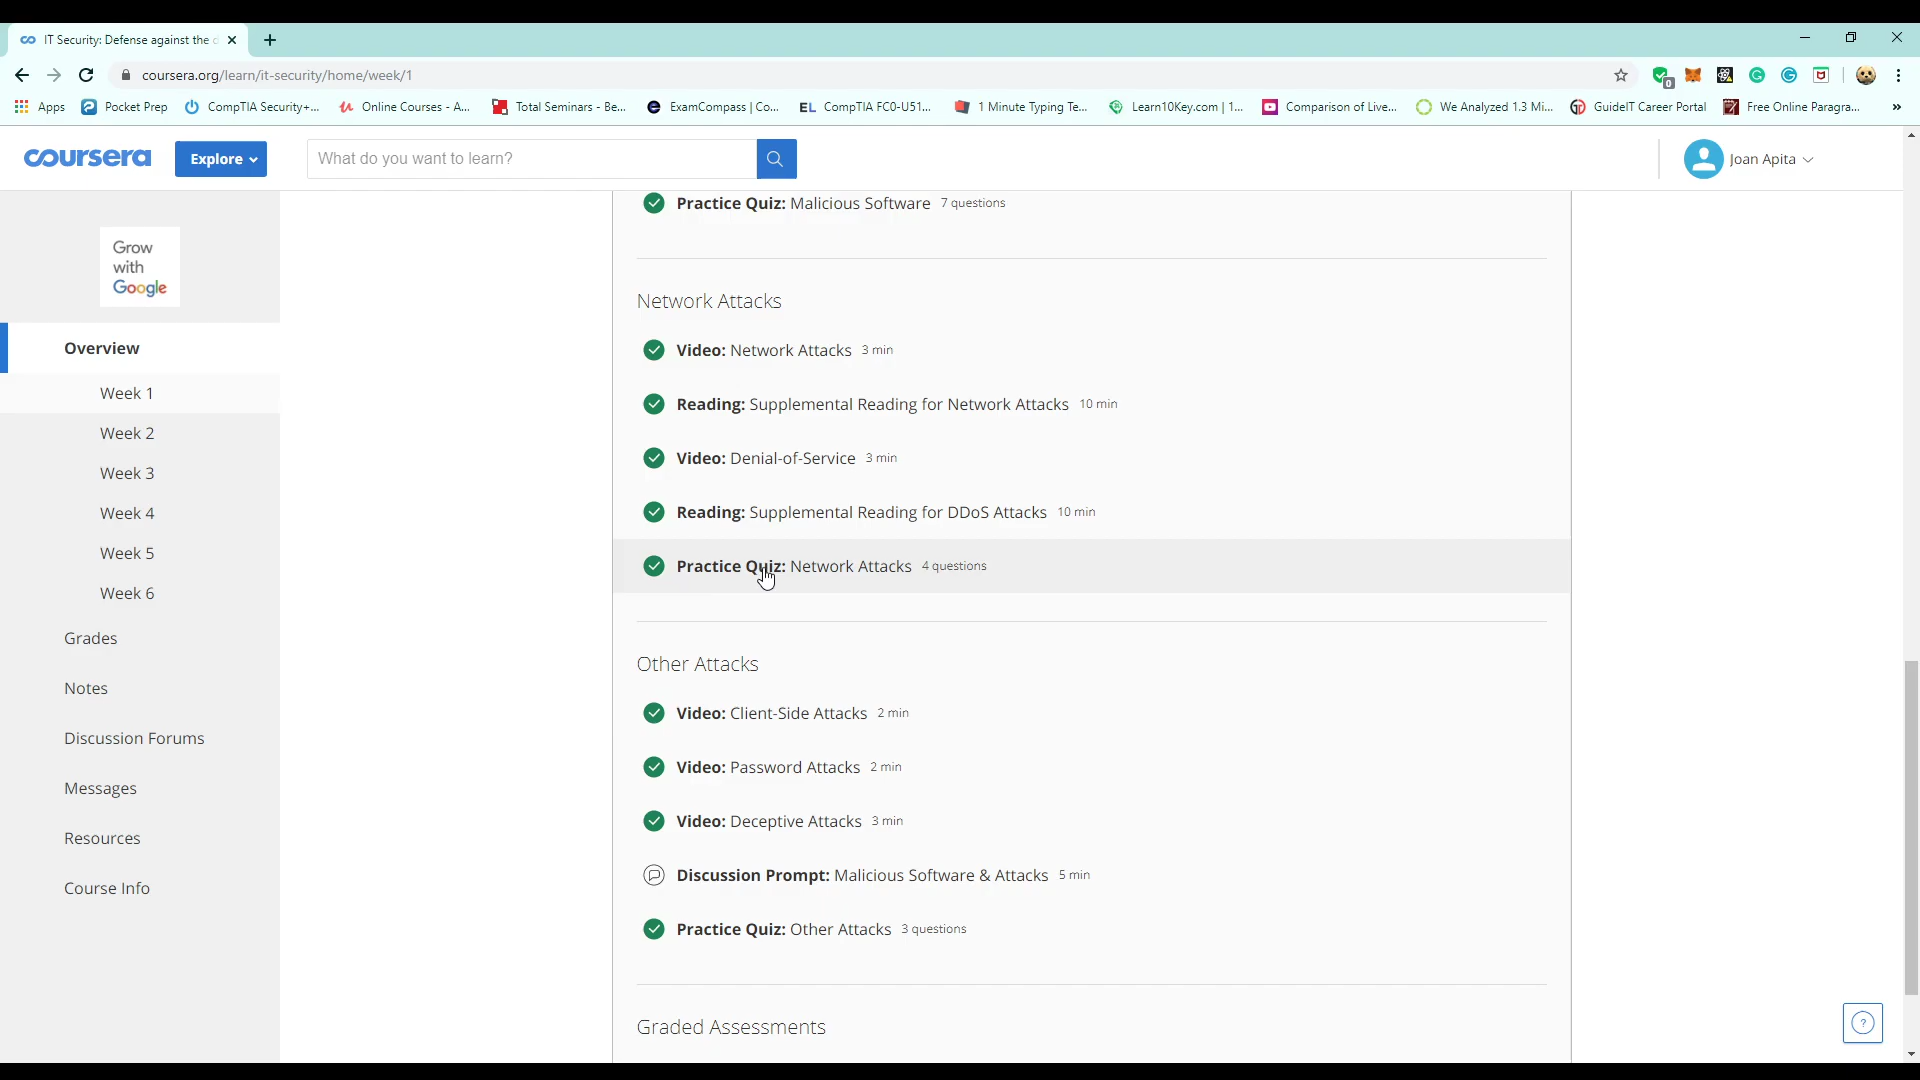 IT Security: Defense against the d
coursera.org/learn/it-security/home/week/1
Apps
Pocket Prep
CompTIA Security+...
Online Courses - A...
Total Seminars - Be...
ExamCompass | Co...
EL CompTIA FC0-U51...
1 Minute Typing Te...
Learn10Key.com | 1...
Comparison of Live...
We Analyzed 1.3 Mi...
GuideIT Career Portal
Free Online Paragra...
coursera
Explore
What do you want to learn?
Joan Apita
Grow
with
Google
Overview
Week 1
Week 2
Week 3
Week 4
Week 5
Week 6
Grades
Notes
Discussion Forums
Messages
Resources
Course Info
Practice Quiz: Malicious Software 7 questions
Network Attacks
Video: Network Attacks 3 min
Reading: Supplemental Reading for Network Attacks 10 min
Video: Denial-of-Service 3 min
Reading: Supplemental Reading for DDoS Attacks 10 min
Practice Quiz: Network Attacks 4 questions
Other Attacks
Video: Client-Side Attacks 2 min
Video: Password Attacks 2 min
Video: Deceptive Attacks 3 min
Discussion Prompt: Malicious Software & Attacks 5 min
Practice Quiz: Other Attacks 3 questions
Graded Assessments